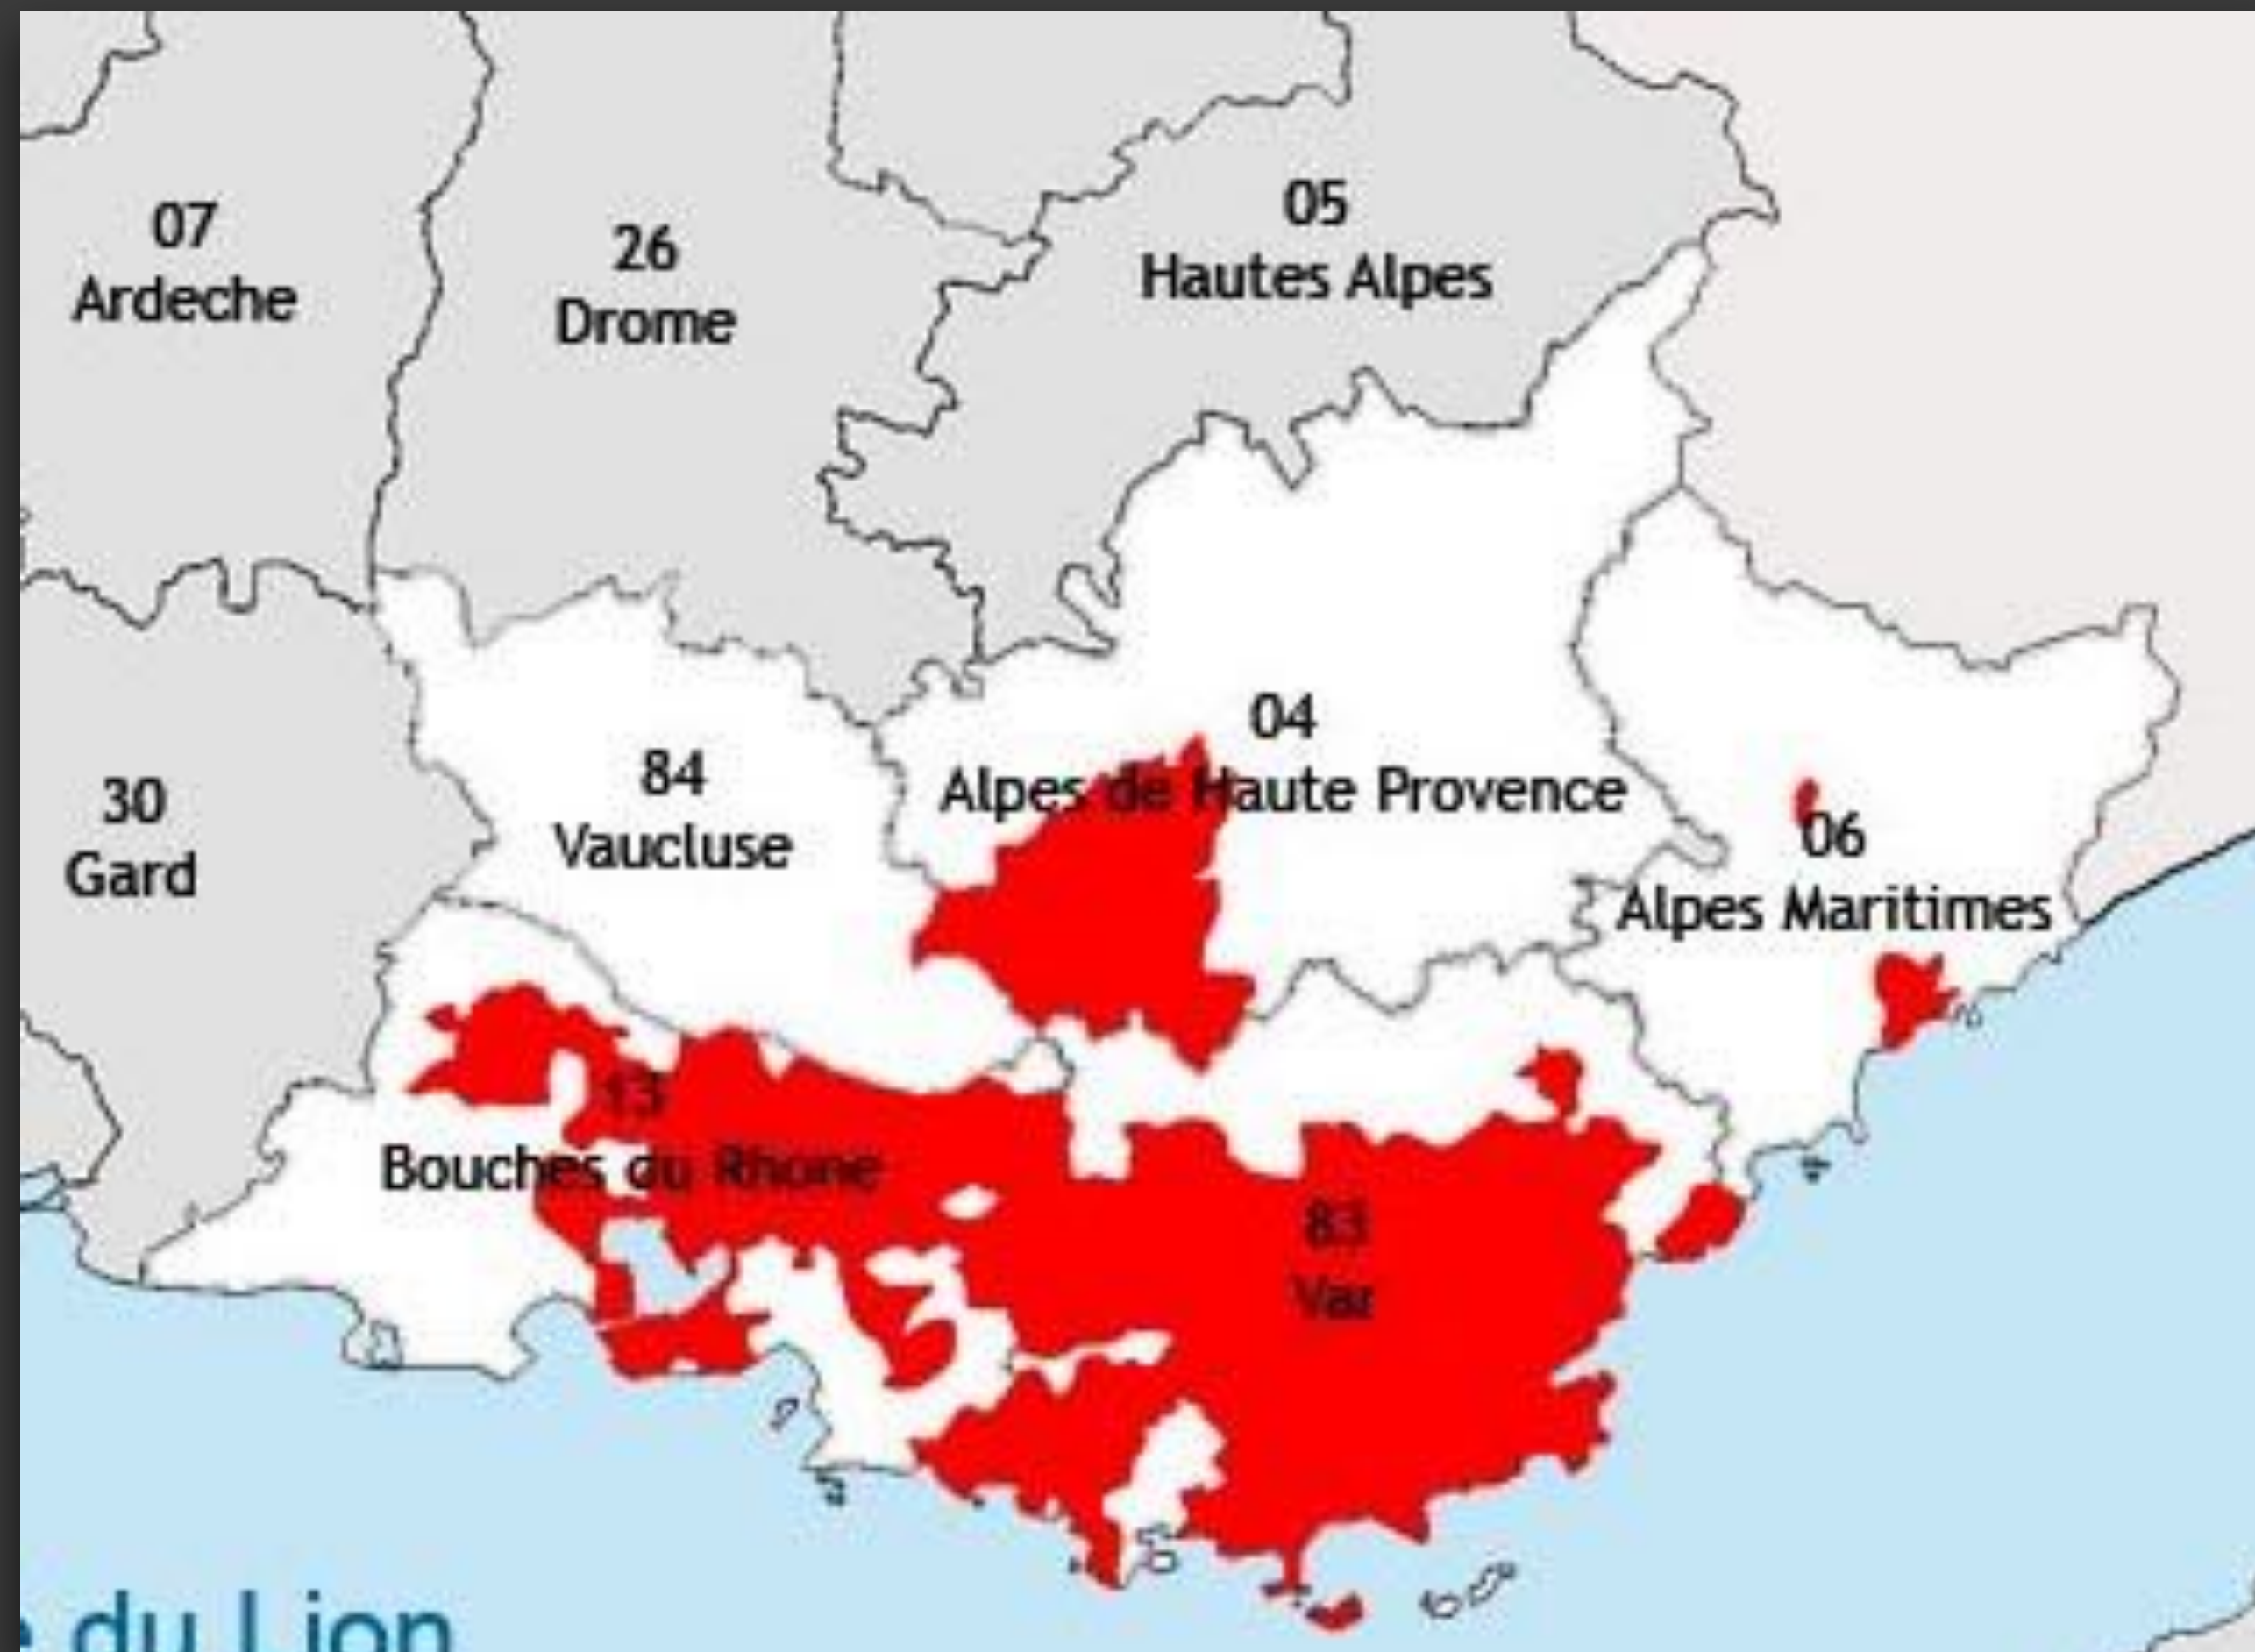 05
Hautes Alpes
07
Ardeche
26
Drome
04
Alpes de Haute Provence
84
Vaucluse
30
Gard
06
Alpes Maritimes
13
Bouches du Rhone
83
Var
du Lion